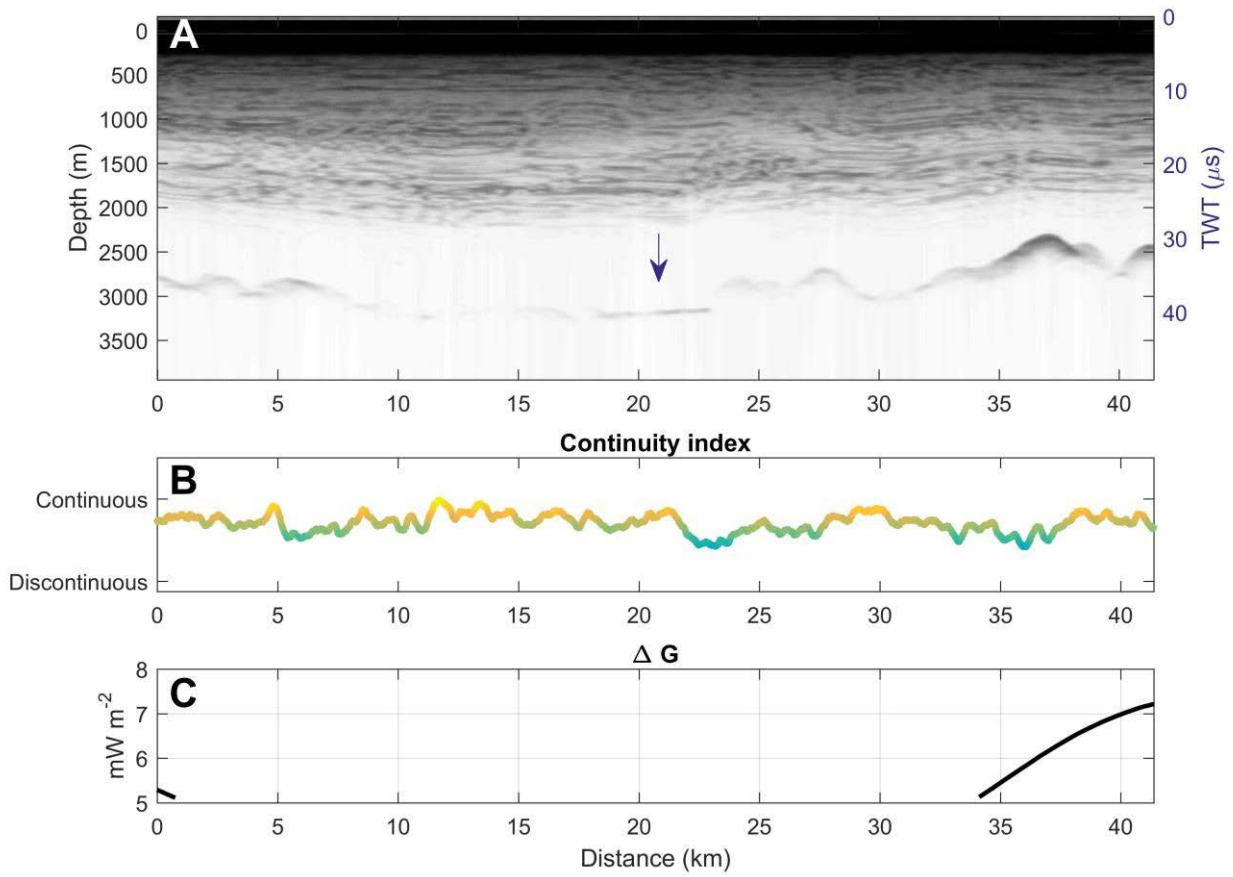 A
0
500
1000
1500
2000
2500
3000
3500
Depth (m)
0
10
20
30
40
TWT (μs)
0 5 10 15 20 25 30 35 40
Continuity index
B
Continuous
Discontinuous
0 5 10 15 20 25 30 35 40
Δ G
C
8
7
6
5
mW m⁻²
0 5 10 15 20 25 30 35 40
Distance (km)